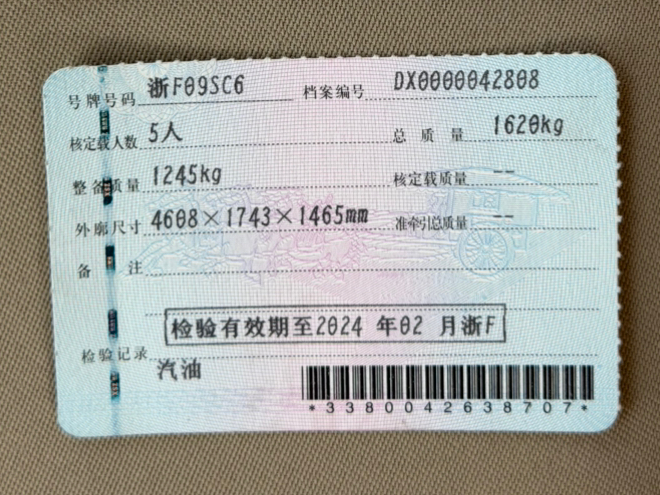 号牌号码 浙F09SC6 档案编号 DX0000042808
核定载人数 5人 总质量 1620kg
整备质量 1245kg 核定载质量 --
外廓尺寸 4608×1743×1465mm 准牵引总质量 --
备注
检验有效期至2024 年02 月浙F
检验记录
汽油
*3380042638707*